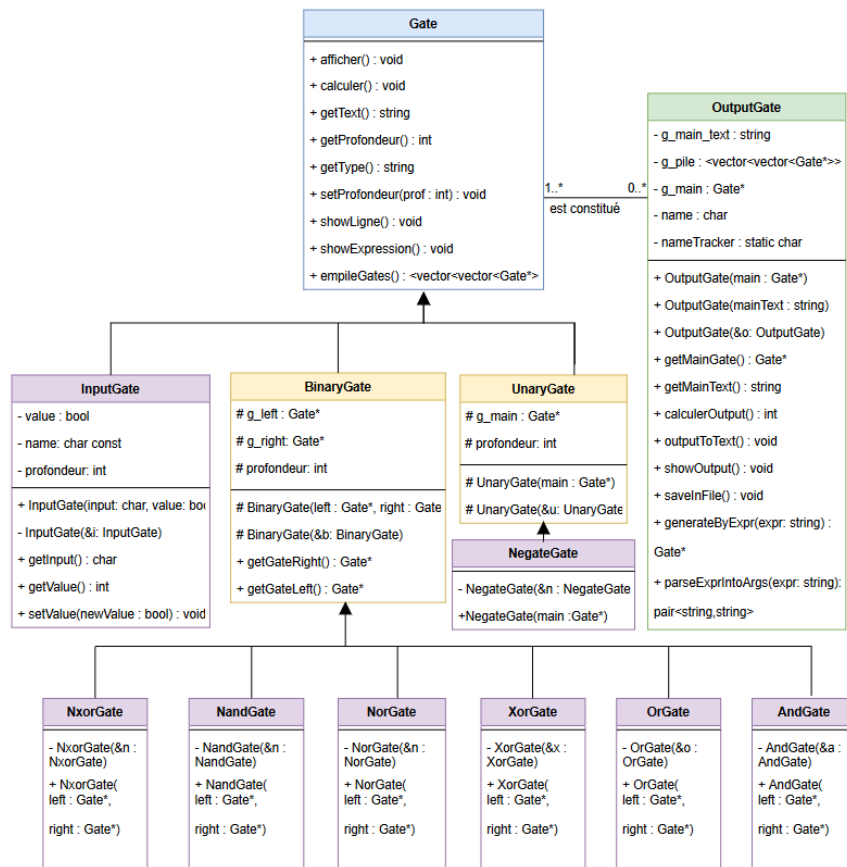 Gate
+ afficher() : void
+ calculer() : void
+ getText() : string
+ getProfondeur() : int
+ getType() : string
+ setProfondeur(prof : int) : void
+ showLigne() : void
+ showExpression() : void
+ empileGates() : <vector<vector<Gate*>
1..*
0..*
est constitué
OutputGate
- g_main_text : string
- g_pile : <vector<vector<Gate*>>
- g_main : Gate*
- name : char
- nameTracker : static char
+ OutputGate(main : Gate*)
+ OutputGate(mainText : string)
+ OutputGate(&o: OutputGate)
+ getMainGate() : Gate*
+ getMainText() : string
+ calculerOutput() : int
+ outputToText() : void
+ showOutput() : void
+ saveInFile() : void
+ generateByExpr(expr: string) :
Gate*
+ parseExprIntoArgs(expr: string):
pair<string,string>
InputGate
- value : bool
- name: char const
- profondeur: int
+ InputGate(input: char, value: boo
- InputGate(&i: InputGate)
+ getInput() : char
+ getValue() : int
+ setValue(newValue : bool) : void
BinaryGate
# g_left : Gate*
# g_right: Gate*
# profondeur: int
# BinaryGate(left : Gate*, right : Gate
# BinaryGate(&b: BinaryGate)
+ getGateRight() : Gate*
+ getGateLeft() : Gate*
UnaryGate
# g_main : Gate*
# profondeur: int
# UnaryGate(main : Gate*)
# UnaryGate(&u: UnaryGate
NegateGate
- NegateGate(&n : NegateGate
+NegateGate(main :Gate*)
NxorGate
- NxorGate(&n :
NxorGate)
+ NxorGate(
left : Gate*,
right : Gate*)
NandGate
- NandGate(&n :
NandGate)
+ NandGate(
left : Gate*,
right : Gate*)
NorGate
- NorGate(&n :
NorGate)
+ NorGate(
left : Gate*,
right : Gate*)
XorGate
- XorGate(&x :
XorGate)
+ XorGate(
left : Gate*,
right : Gate*)
OrGate
- OrGate(&o :
OrGate)
+ OrGate(
left : Gate*,
right : Gate*)
AndGate
- AndGate(&a :
AndGate)
+ AndGate(
left : Gate*,
right : Gate*)